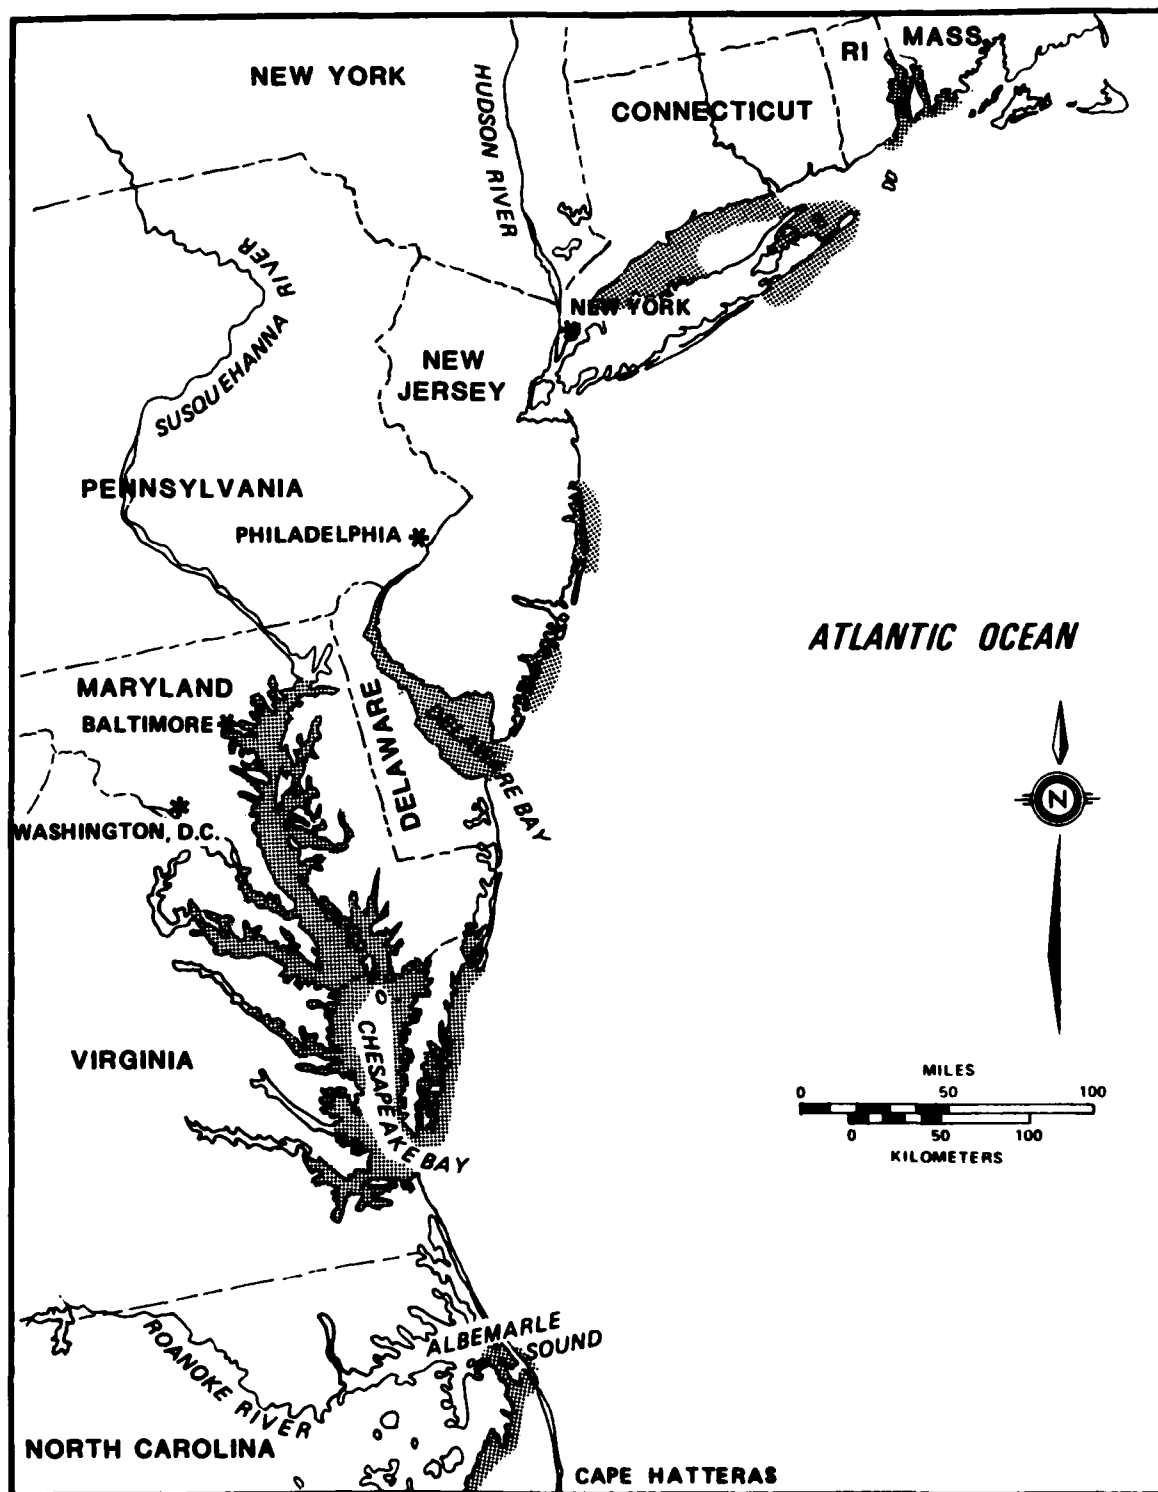 NEW YORK
HUDSON RIVER
RI
MASS
CONNECTICUT
SUSQUEHANNA RIVER
NEW YORK
NEW
JERSEY
PENNSYLVANIA
PHILADELPHIA
ATLANTIC OCEAN
MARYLAND
BALTIMORE
DELAWARE
DELAWARE BAY
WASHINGTON, D.C.
N
CHESAPEAKE BAY
VIRGINIA
MILES
0 50 100
0 50 100
KILOMETERS
ALBEMARLE
SOUND
ROANOKE RIVER
NORTH CAROLINA
CAPE HATTERAS